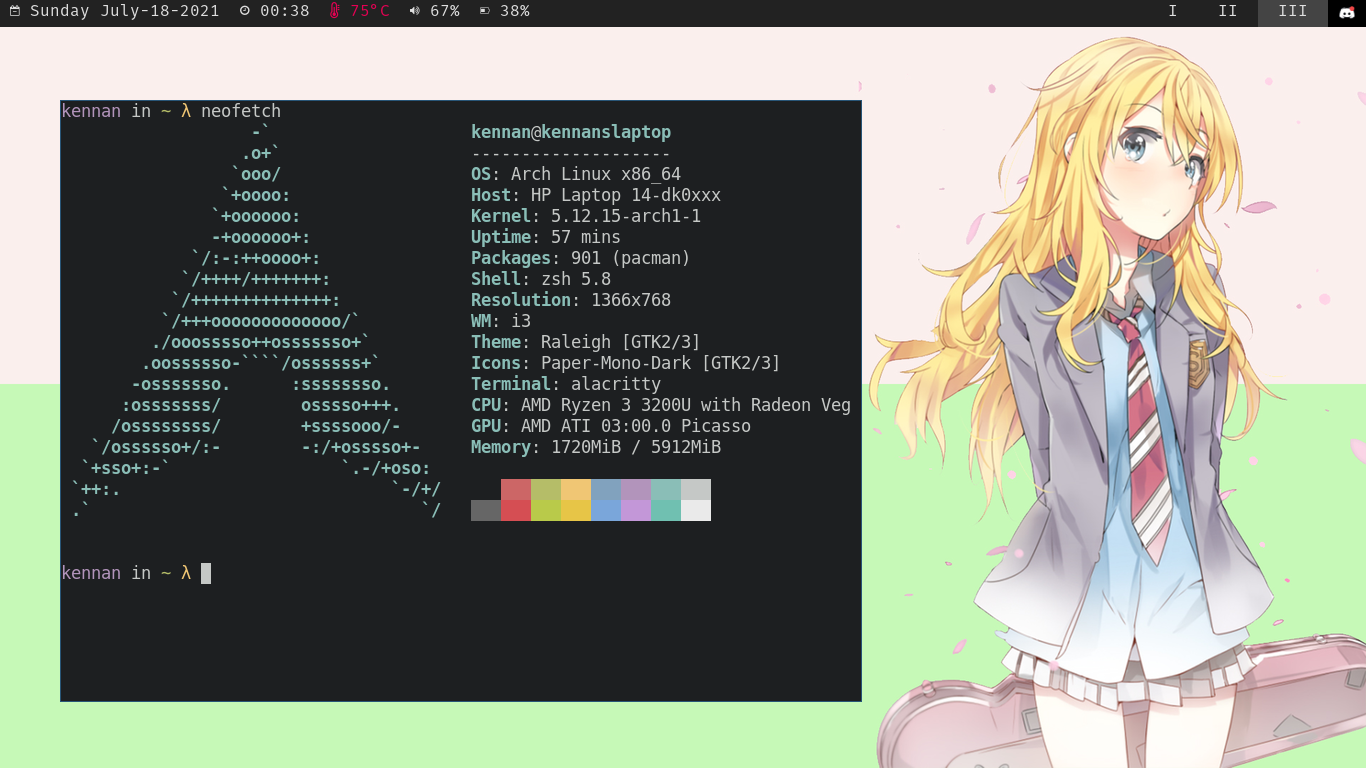 Sunday July-18-2021 00:38 75°C 67% 38% I II III
kennan in ~ λ neofetch
-`
.o+`
`ooo/
`+oooo:
`+oooooo:
-+oooooo+:
`/:-:++oooo+:
`/++++/+++++++:
`/++++++++++++++:
`/+++ooooooooooooo/`
./ooosssso++osssssso+`
.oossssso-````/ossssss+`
-osssssso. :ssssssso.
:osssssss/ osssso+++.
/ossssssss/ +ssssooo/-
`/ossssso+/:- -:/+osssso+-
`+sso+:-` `.-/+oso:
`++:. `-/+/
.` `/
kennan@kennanslaptop
--------------------
OS: Arch Linux x86_64
Host: HP Laptop 14-dk0xxx
Kernel: 5.12.15-arch1-1
Uptime: 57 mins
Packages: 901 (pacman)
Shell: zsh 5.8
Resolution: 1366x768
WM: i3
Theme: Raleigh [GTK2/3]
Icons: Paper-Mono-Dark [GTK2/3]
Terminal: alacritty
CPU: AMD Ryzen 3 3200U with Radeon Veg
GPU: AMD ATI 03:00.0 Picasso
Memory: 1720MiB / 5912MiB
kennan in ~ λ
S